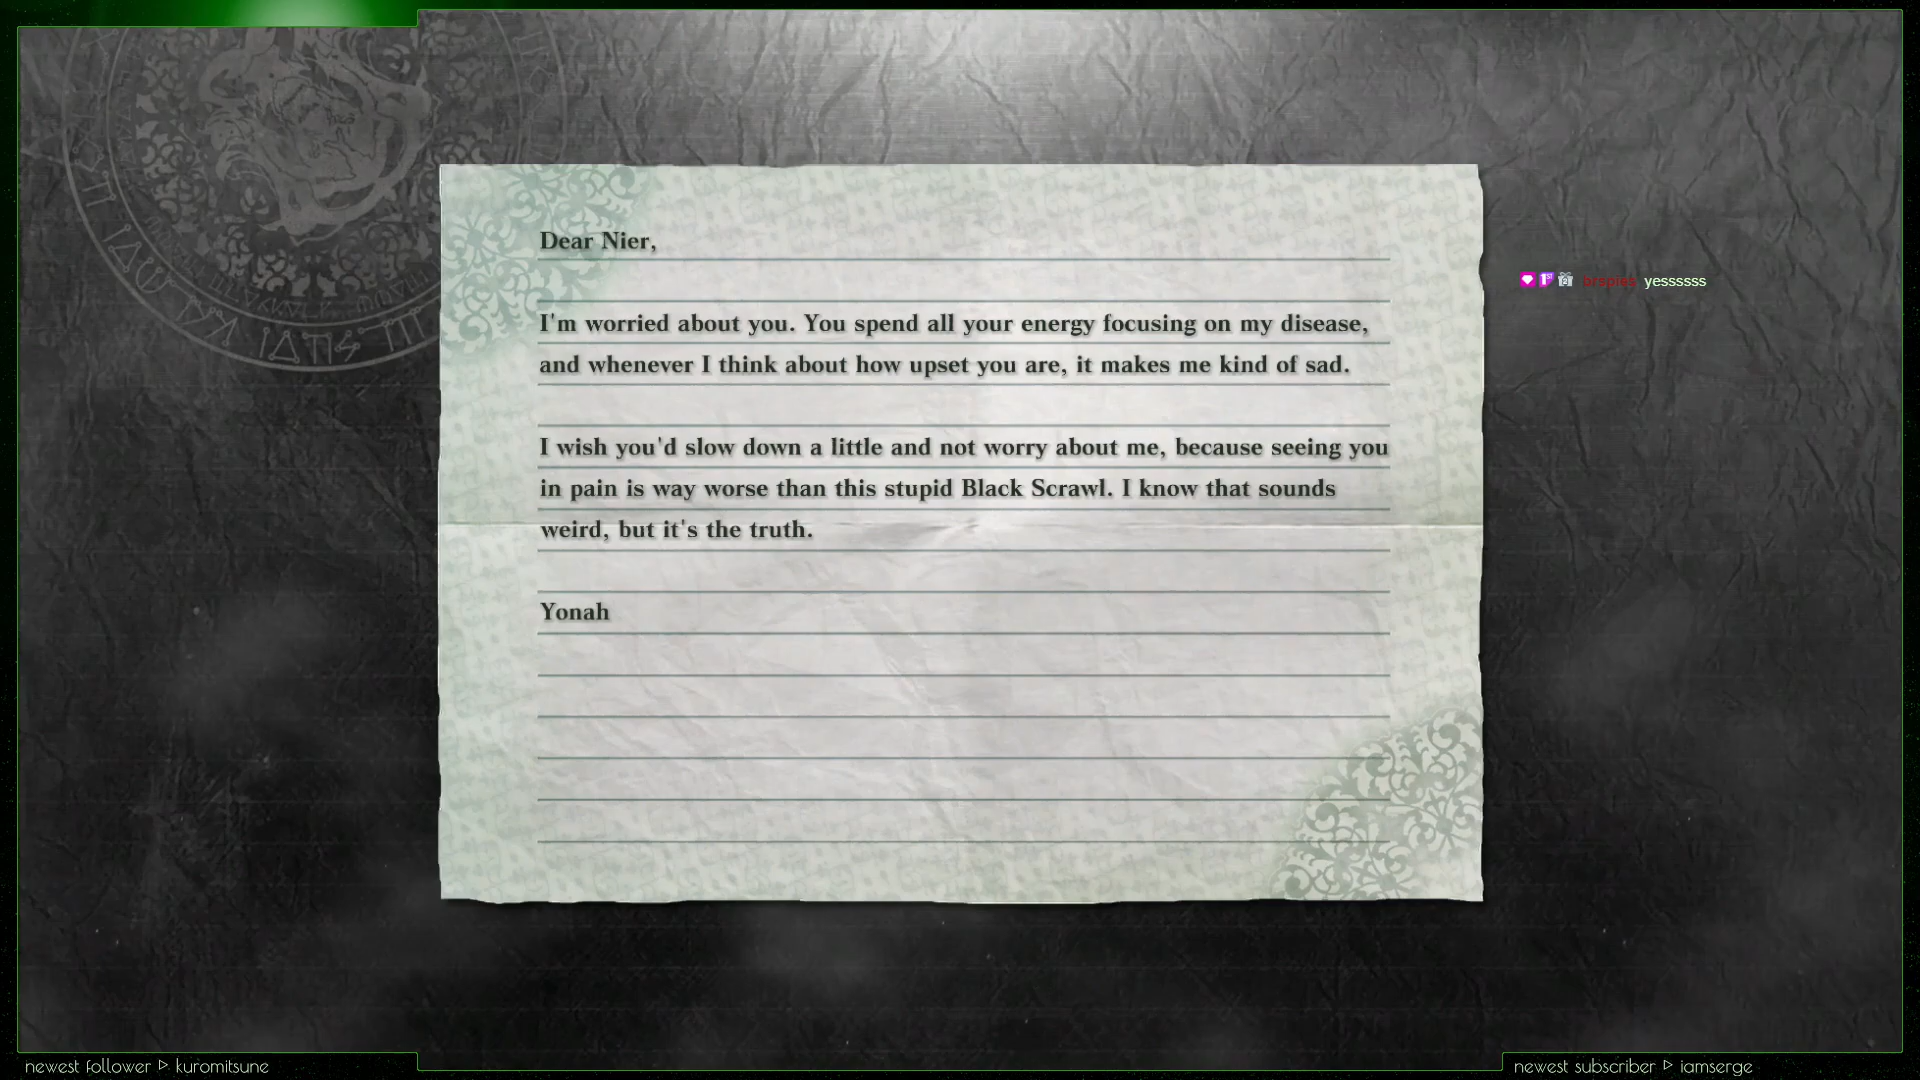 Dear Nier,
I'm worried about you. You spend all your energy focusing on my disease,
and whenever I think about how upset you are, it makes me kind of sad.
I wish you'd slow down a little and not worry about me, because seeing you
in pain is way worse than this stupid Black Scrawl. I know that sounds
weird, but it's the truth.
Yonah
brspies yessssss
newest follower ▷ kuromitsune
newest subscriber ▷ iamserge